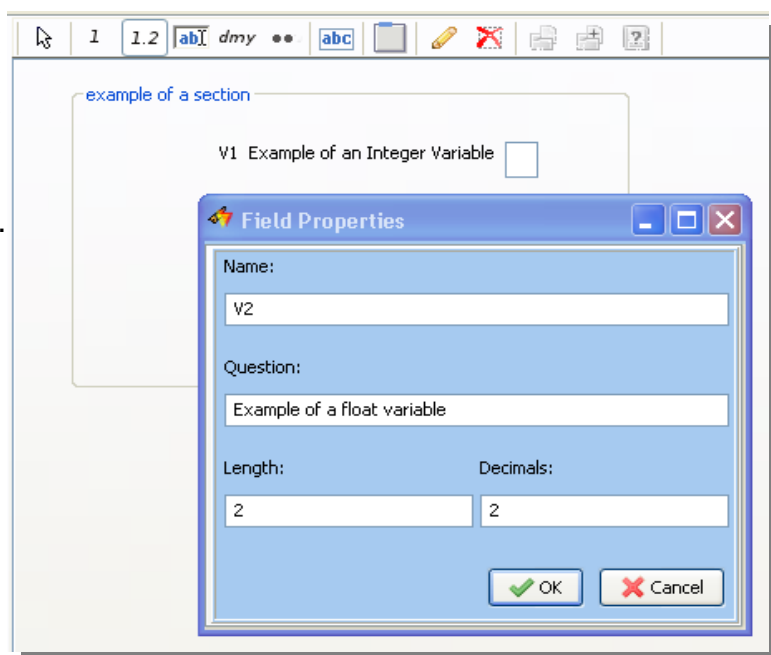 1 1.2 ab dmy abc ?
example of a section
V1 Example of an Integer Variable
Field Properties
Name:
V2
Question:
Example of a float variable
Length: Decimals:
2 2
OK Cancel